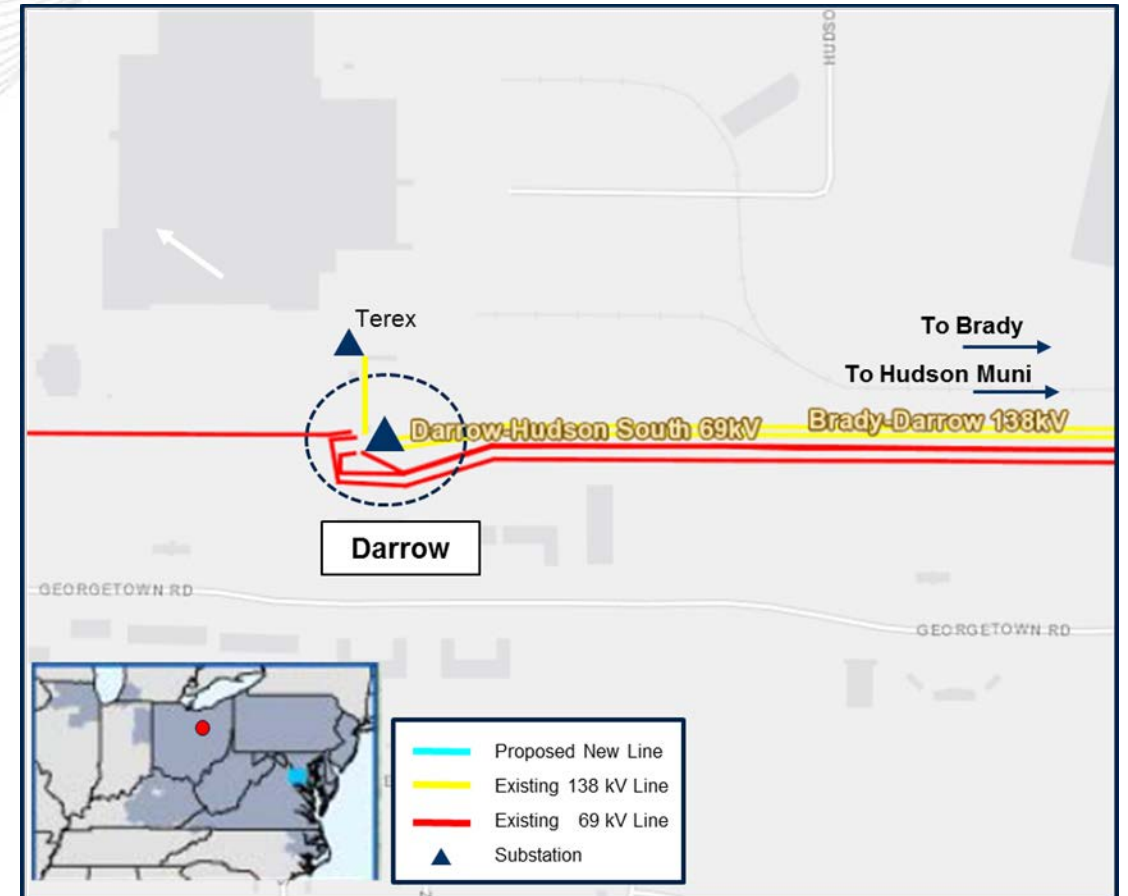 HUDSO
Terex
To Brady
To Hudson Muni
Darrow-Hudson South 69kV
Brady-Darrow 138kV
Darrow
GEORGETOWN RD
GEORGETOWN RD
Proposed New Line
Existing 138 kV Line
Existing 69 kV Line
Substation